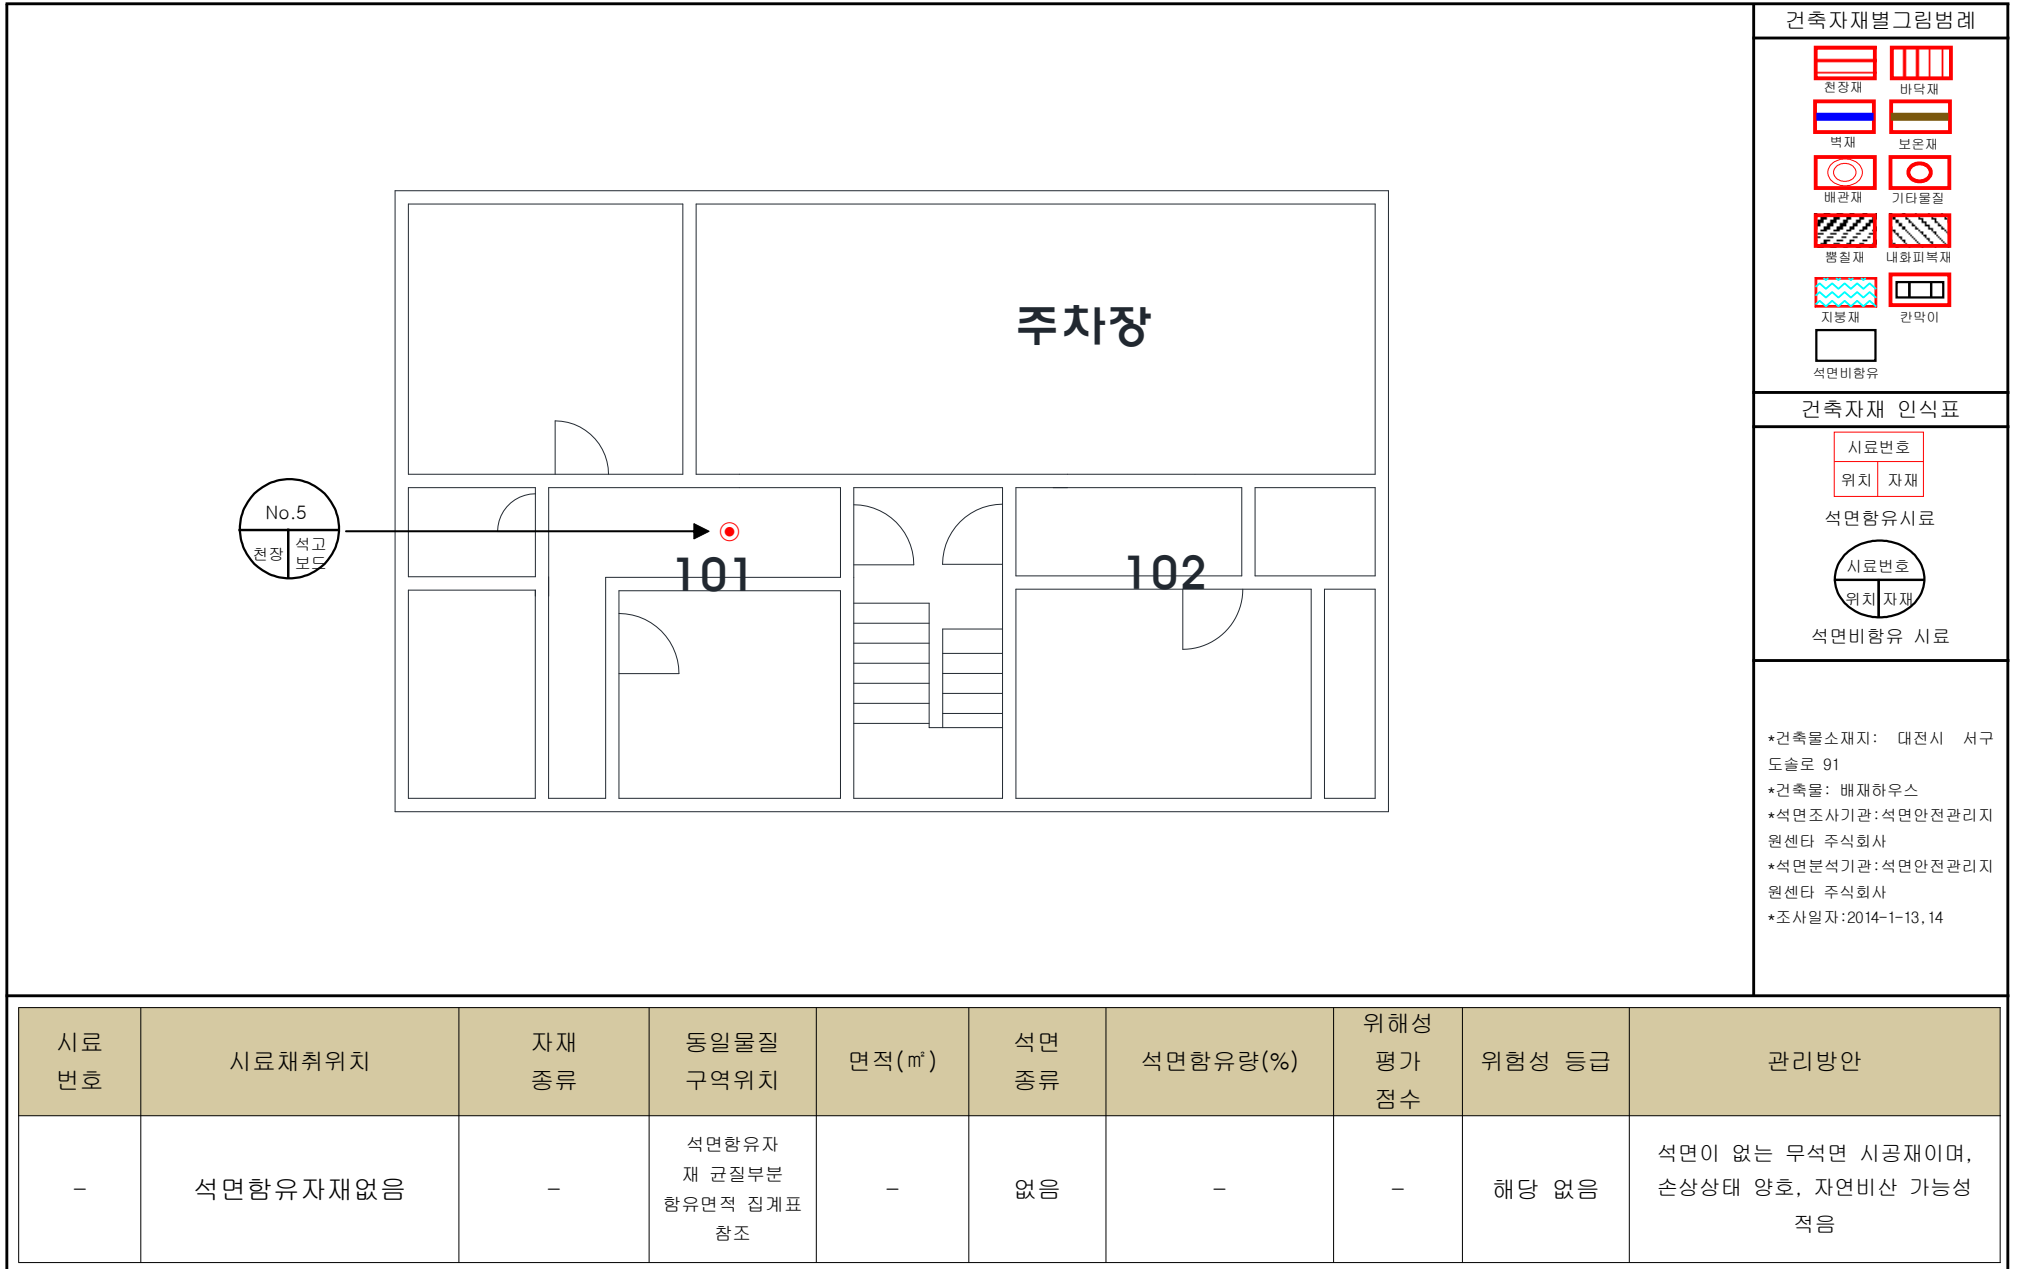 건축자재별그림범례
천장재
바닥재
벽재
보온재
배관재
기타물질
뿜칠재
내화피복재
지붕재
칸막이
석면비함유
건축자재 인식표
시료번호
위치 자재
석면함유시료
시료번호
위치 자재
석면비함유 시료
*건축물소재지: 대전시 서구
도솔로 91
*건축물: 배재하우스
*석면조사기관:석면안전관리지
원센타 주식회사
*석면분석기관:석면안전관리지
원센타 주식회사
*조사일자:2014-1-13,14
주차장
No.5
천장
석고
보드
101
102
시료
번호
시료채취위치
자재
종류
동일물질
구역위치
면적(㎡)
석면
종류
석면함유량(%)
위해성
평가
점수
위험성 등급
관리방안
-
석면함유자재없음
-
석면함유자
재 균질부분
함유면적 집계표
참조
-
없음
-
-
해당 없음
석면이 없는 무석면 시공재이며,
손상상태 양호, 자연비산 가능성
적음